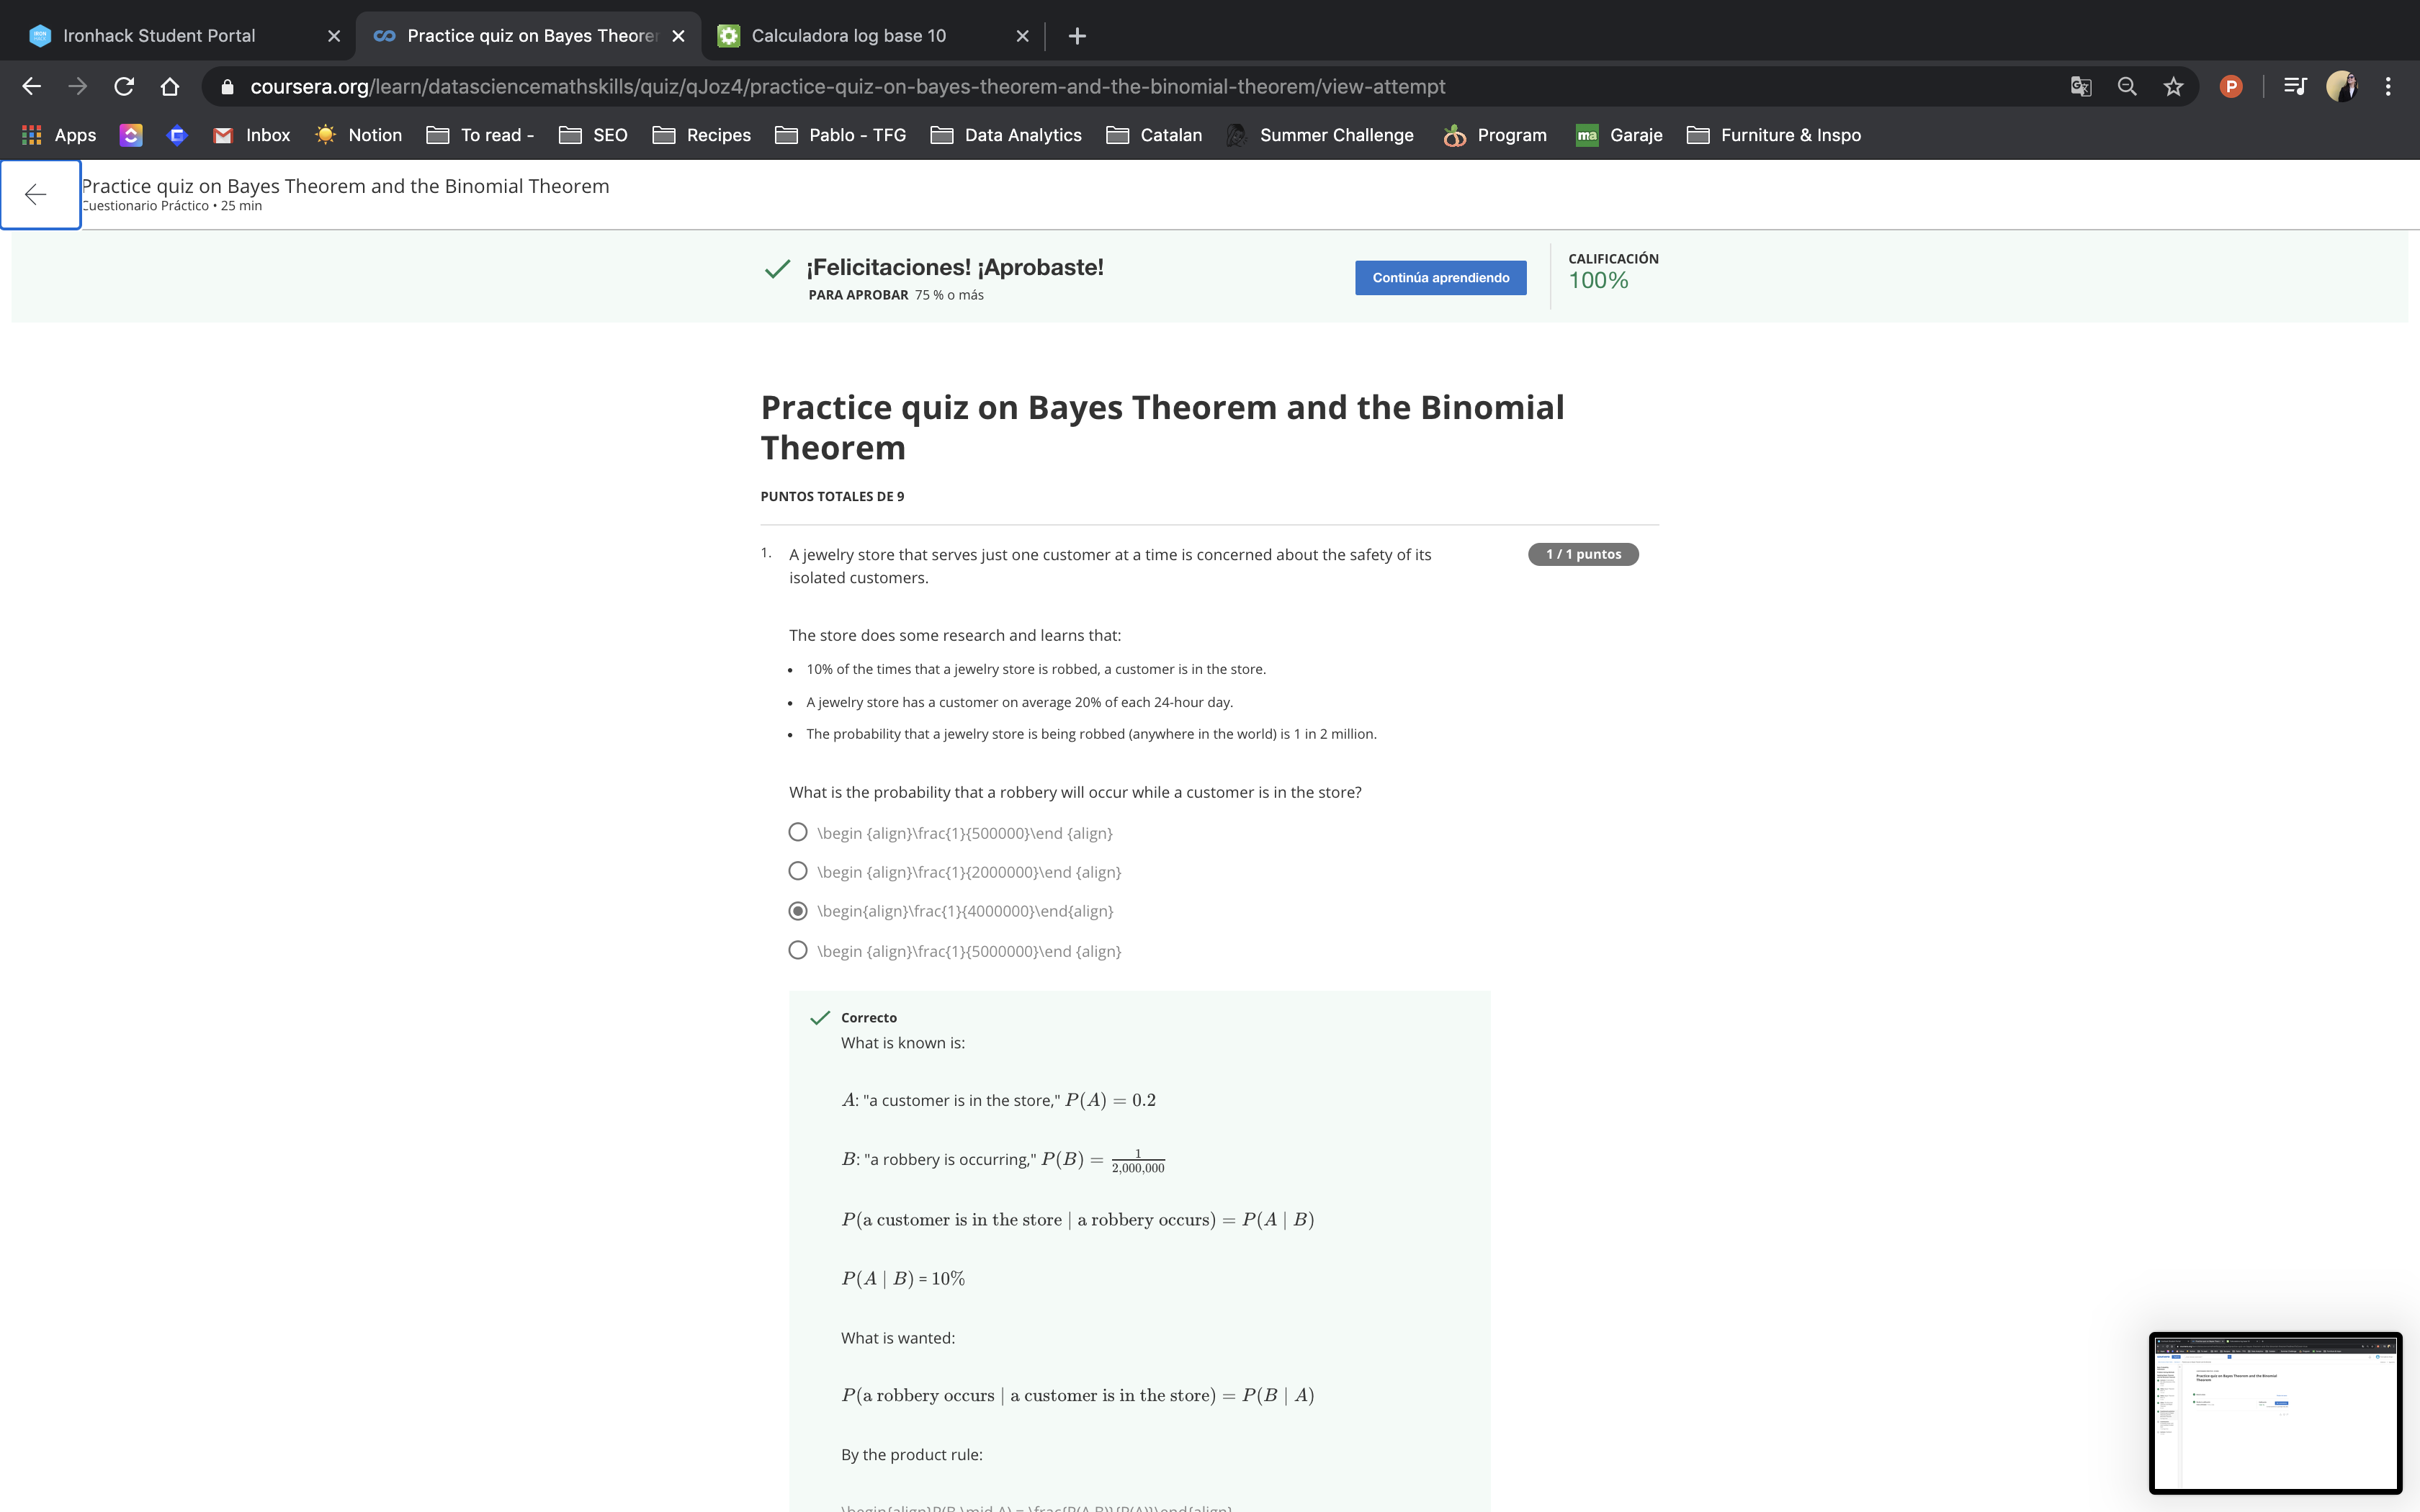 Ironhack Student Portal
Practice quiz on Bayes Theorem
Calculadora log base 10
coursera.org/learn/datasciencemathskills/quiz/qJoz4/practice-quiz-on-bayes-theorem-and-the-binomial-theorem/view-attempt
P
Apps
Inbox
Notion
To read -
SEO
Recipes
Pablo - TFG
Data Analytics
Catalan
Summer Challenge
Program
ma Garaje
Furniture & Inspo
Practice quiz on Bayes Theorem and the Binomial Theorem
Cuestionario Práctico • 25 min
¡Felicitaciones! ¡Aprobaste!
PARA APROBAR 75 % o más
Continúa aprendiendo
CALIFICACIÓN
100%
Practice quiz on Bayes Theorem and the Binomial
Theorem
PUNTOS TOTALES DE 9
1. A jewelry store that serves just one customer at a time is concerned about the safety of its
isolated customers.
1 / 1 puntos
The store does some research and learns that:
• 10% of the times that a jewelry store is robbed, a customer is in the store.
• A jewelry store has a customer on average 20% of each 24-hour day.
• The probability that a jewelry store is being robbed (anywhere in the world) is 1 in 2 million.
What is the probability that a robbery will occur while a customer is in the store?
\begin {align}\frac{1}{500000}\end {align}
\begin {align}\frac{1}{2000000}\end {align}
\begin{align}\frac{1}{4000000}\end{align}
\begin {align}\frac{1}{5000000}\end {align}
Correcto
What is known is:
A: "a customer is in the store," P(A) = 0.2
B: "a robbery is occurring," P(B) = 1/2,000,000
P(a customer is in the store | a robbery occurs) = P(A | B)
P(A | B) = 10%
What is wanted:
P(a robbery occurs | a customer is in the store) = P(B | A)
By the product rule:
\begin{align}P(B \mid A) = \frac{P(A,B)}{P(A)}\end{align}